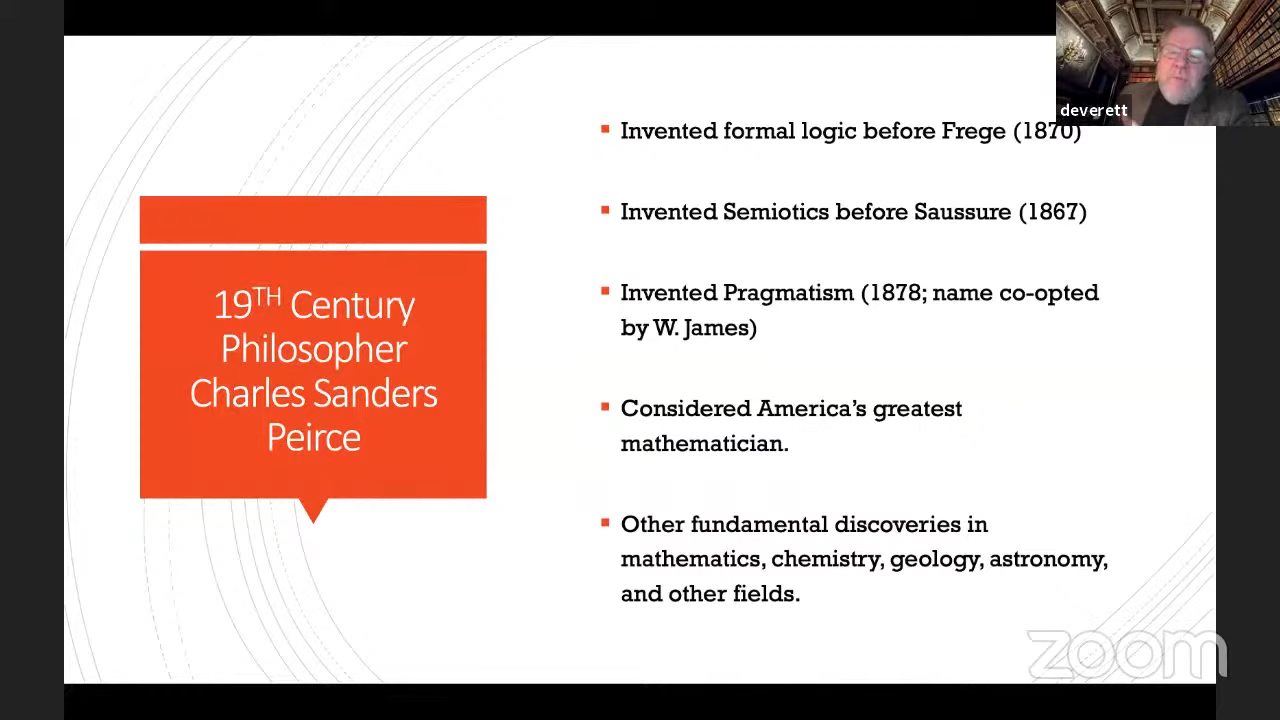 deverett
19TH Century
Philosopher
Charles Sanders
Peirce
Invented formal logic before Frege (1870)
Invented Semiotics before Saussure (1867)
Invented Pragmatism (1878; name co-opted
by W. James)
Considered America's greatest
mathematician.
Other fundamental discoveries in
mathematics, chemistry, geology, astronomy,
and other fields.
zoom